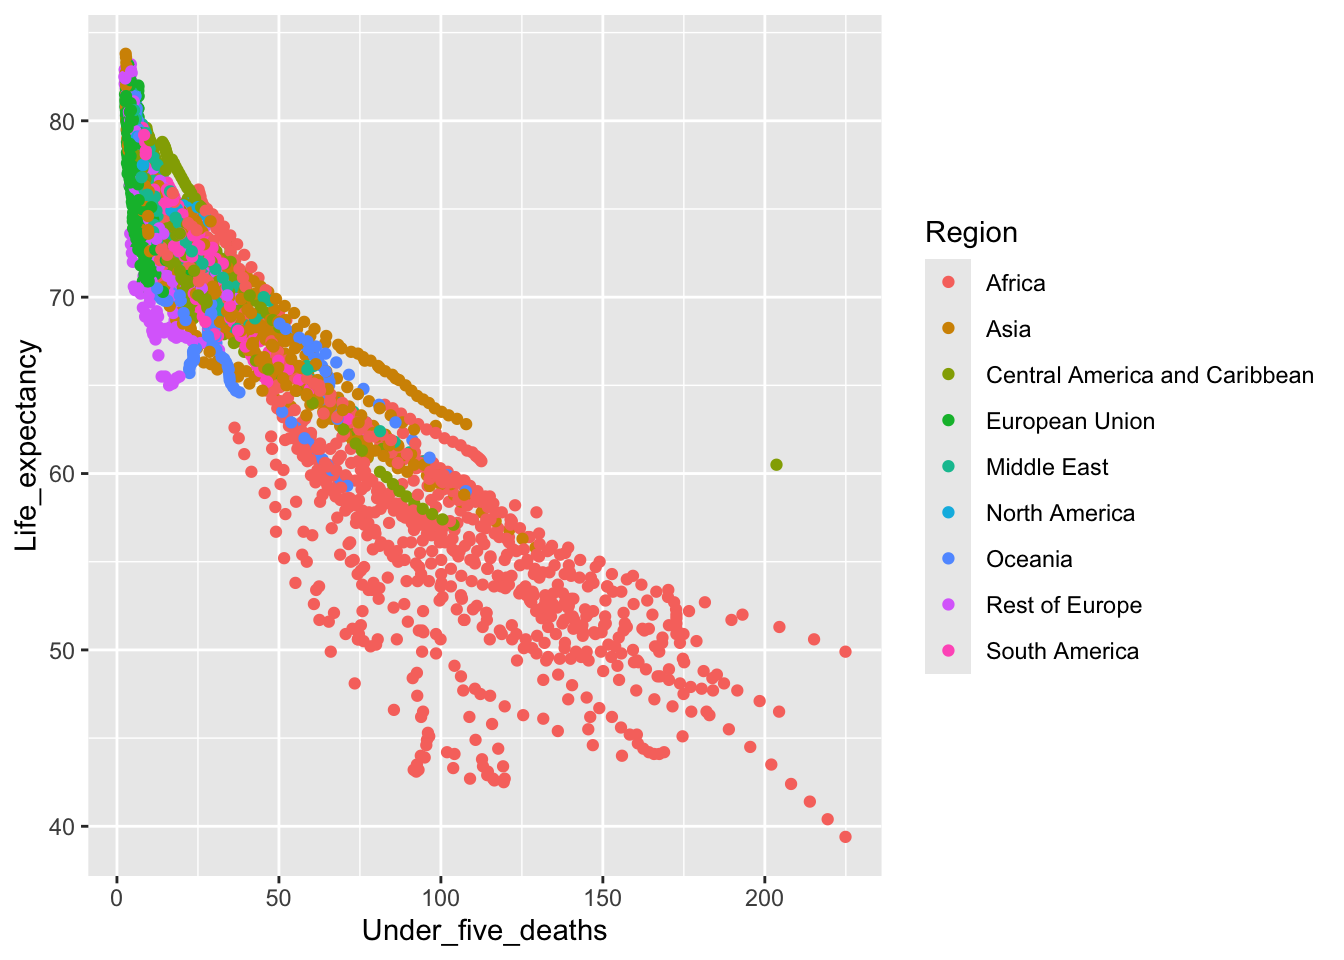 Life_expectancy
80
70
60
50
40
0 50 100 150 200
Under_five_deaths
Region
Africa
Asia
Central America and Caribbean
European Union
Middle East
North America
Oceania
Rest of Europe
South America